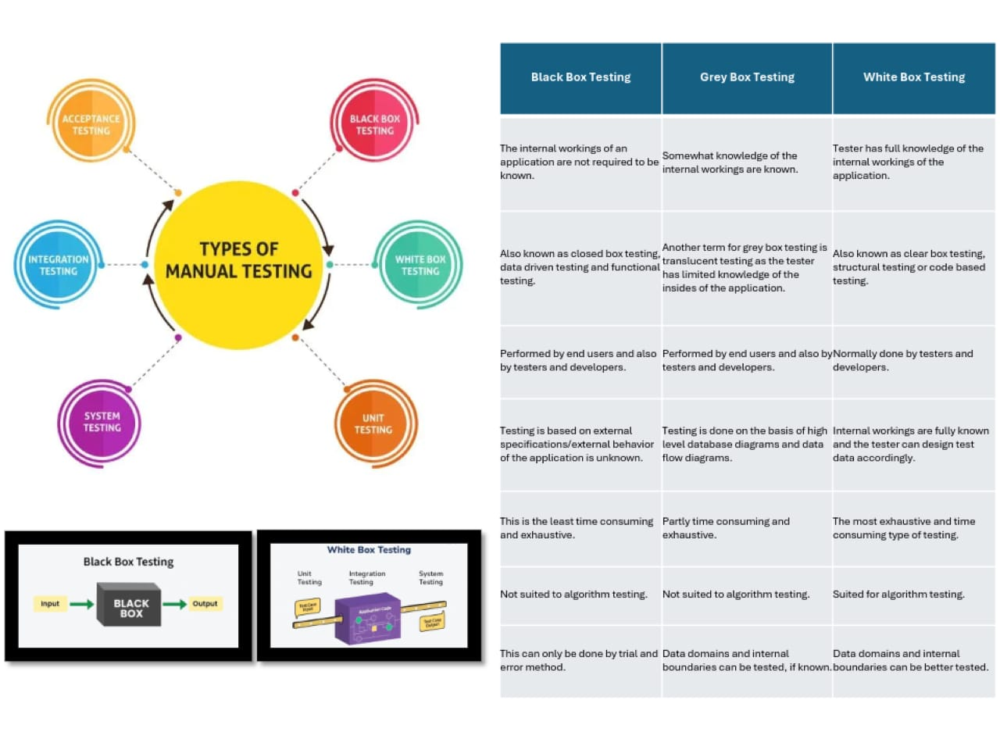 ACCEPTANCE
TESTING
BLACK BOX
TESTING
INTEGRATION
TESTING
TYPES OF
MANUAL TESTING
WHITE BOX
TESTING
SYSTEM
TESTING
UNIT
TESTING
Black Box Testing
Input
BLACK
BOX
Output
White Box Testing
Unit
Testing
Integration
Testing
System
Testing
Test Case
Input
Application Code
Test Case
Output
Black Box Testing
Grey Box Testing
White Box Testing
The internal workings of an
application are not required to be
known.
Somewhat knowledge of the
internal workings are known.
Tester has full knowledge of the
internal workings of the
application.
Also known as closed box testing,
data driven testing and functional
testing.
Another term for grey box testing is
translucent testing as the tester
has limited knowledge of the
insides of the application.
Also known as clear box testing,
structural testing or code based
testing.
Performed by end users and also
by testers and developers.
Performed by end users and also by
testers and developers.
Normally done by testers and
developers.
Testing is based on external
specifications/external behavior
of the application is unknown.
Testing is done on the basis of high
level database diagrams and data
flow diagrams.
Internal workings are fully known
and the tester can design test
data accordingly.
This is the least time consuming
and exhaustive.
Partly time consuming and
exhaustive.
The most exhaustive and time
consuming type of testing.
Not suited to algorithm testing.
Not suited to algorithm testing.
Suited for algorithm testing.
This can only be done by trial and
error method.
Data domains and internal
boundaries can be tested, if known.
Data domains and internal
boundaries can be better tested.